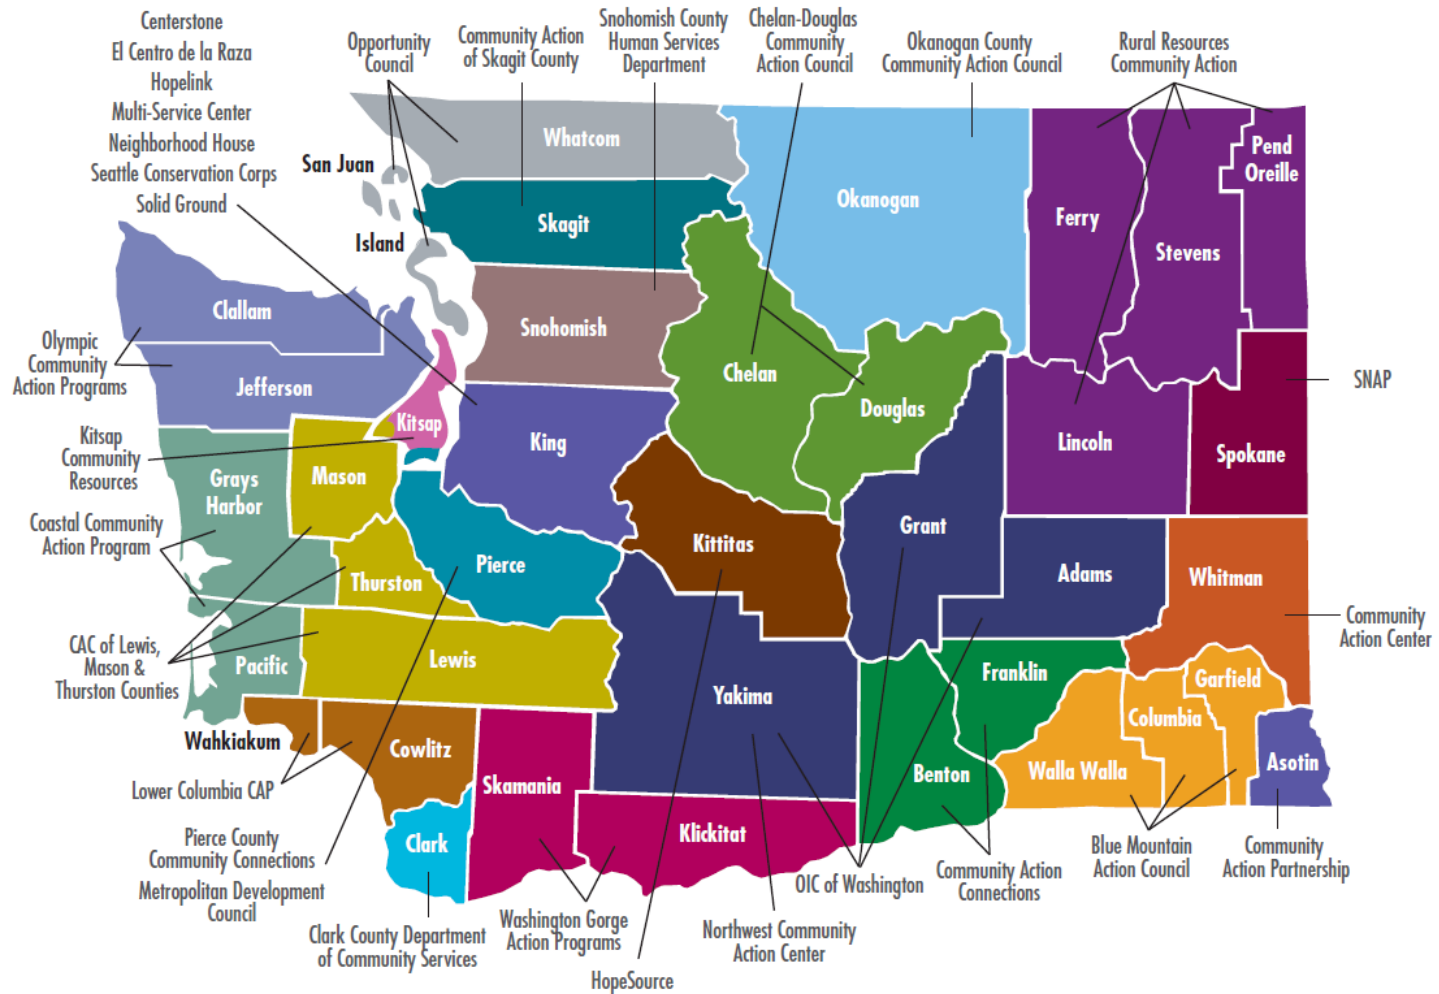 Centerstone
El Centro de la Raza
Hopelink
Multi-Service Center
Neighborhood House
Seattle Conservation Corps
Solid Ground
Opportunity
Council
Community Action
of Skagit County
Snohomish County
Human Services
Department
Chelan-Douglas
Community
Action Council
Okanogan County
Community Action Council
Rural Resources
Community Action
Whatcom
San Juan
Skagit
Island
Okanogan
Ferry
Stevens
Pend
Oreille
Clallam
Snohomish
Olympic
Community
Action Programs
Jefferson
Chelan
Douglas
SNAP
Kitsap
Kitsap
Community
Resources
King
Lincoln
Spokane
Mason
Grays
Harbor
Coastal Community
Action Program
Grant
Kittitas
Pierce
Thurston
Adams
Whitman
Community
Action Center
CAC of Lewis,
Mason &
Thurston Counties
Pacific
Lewis
Yakima
Franklin
Garfield
Columbia
Wahkiakum
Cowlitz
Skamania
Benton
Walla Walla
Asotin
Lower Columbia CAP
Clark
Klickitat
Pierce County
Community Connections
Metropolitan Development
Council
Blue Mountain
Action Council
Community
Action Partnership
OIC of Washington
Community Action
Connections
Clark County Department
of Community Services
Washington Gorge
Action Programs
Northwest Community
Action Center
HopeSource